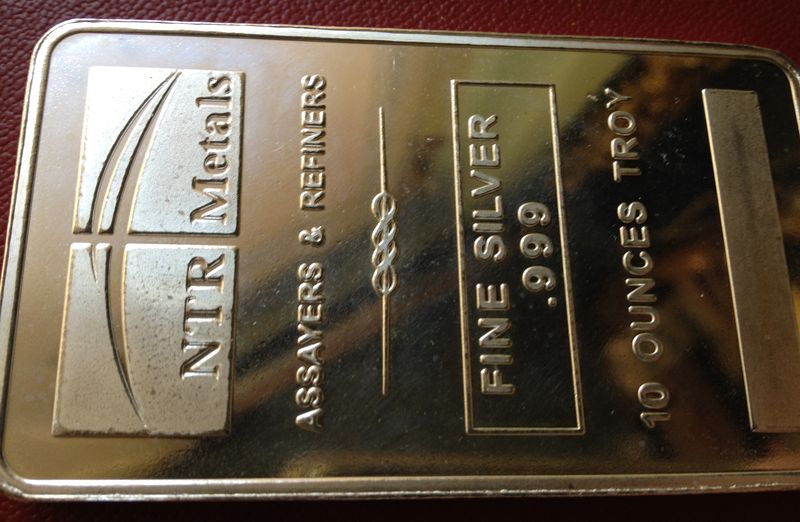 NTR Metals
ASSAYERS & REFINERS
FINE SILVER
.999
10 OUNCES TROY